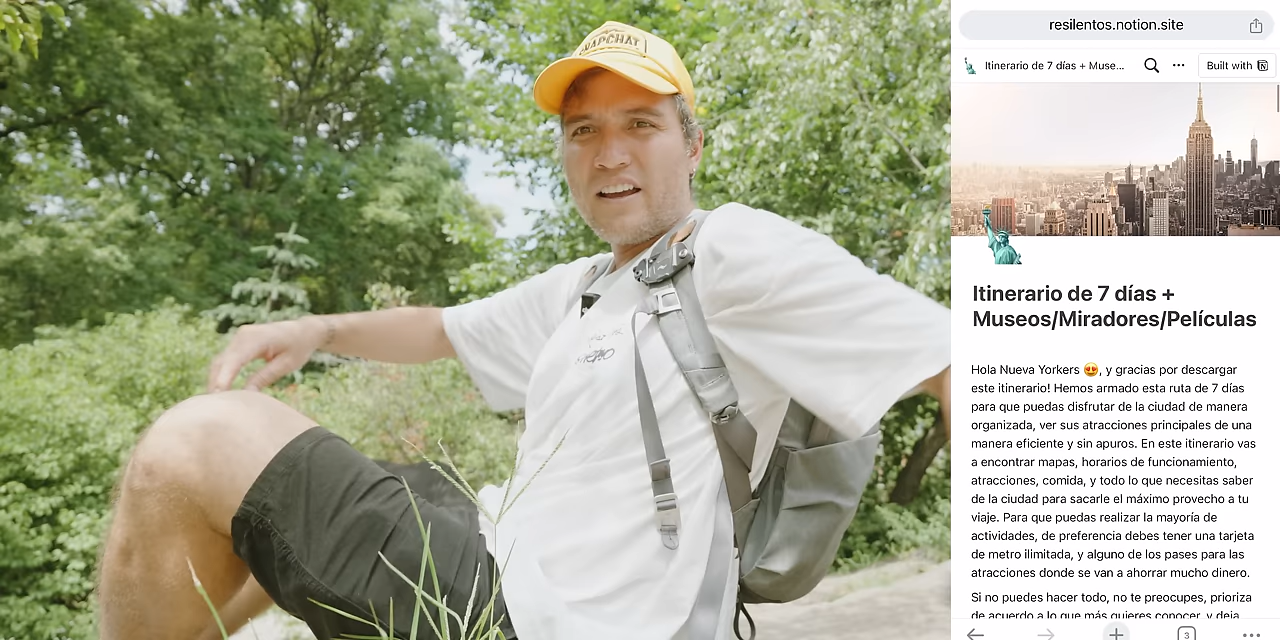 SNAPCHAT
resilentos.notion.site
Itinerario de 7 días + Muse...
Built with
Itinerario de 7 días +
Museos/Miradores/Películas
Hola Nueva Yorkers 😍, y gracias por descargar
este itinerario! Hemos armado esta ruta de 7 días
para que puedas disfrutar de la ciudad de manera
organizada, ver sus atracciones principales de una
manera eficiente y sin apuros. En este itinerario vas
a encontrar mapas, horarios de funcionamiento,
atracciones, comida, y todo lo que necesitas saber
de la ciudad para sacarle el máximo provecho a tu
viaje. Para que puedas realizar la mayoría de
actividades, de preferencia debes tener una tarjeta
de metro ilimitada, y alguno de los pases para las
atracciones donde se van a ahorrar mucho dinero.
Si no puedes hacer todo, no te preocupes, prioriza
de acuerdo a lo que más quieres conocer, y deja
3